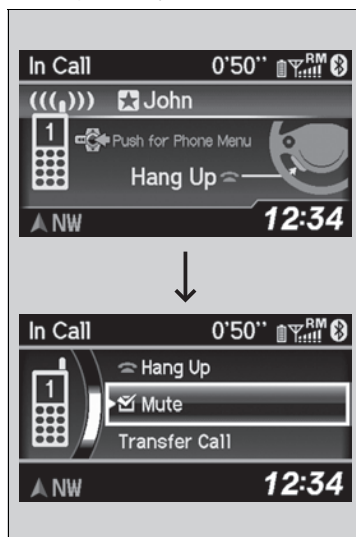 In Call 0'50'' RM
John
1 Push for Phone Menu
Hang Up
NW 12:34
In Call 0'50'' RM
Hang Up
1 Mute
Transfer Call
NW 12:34